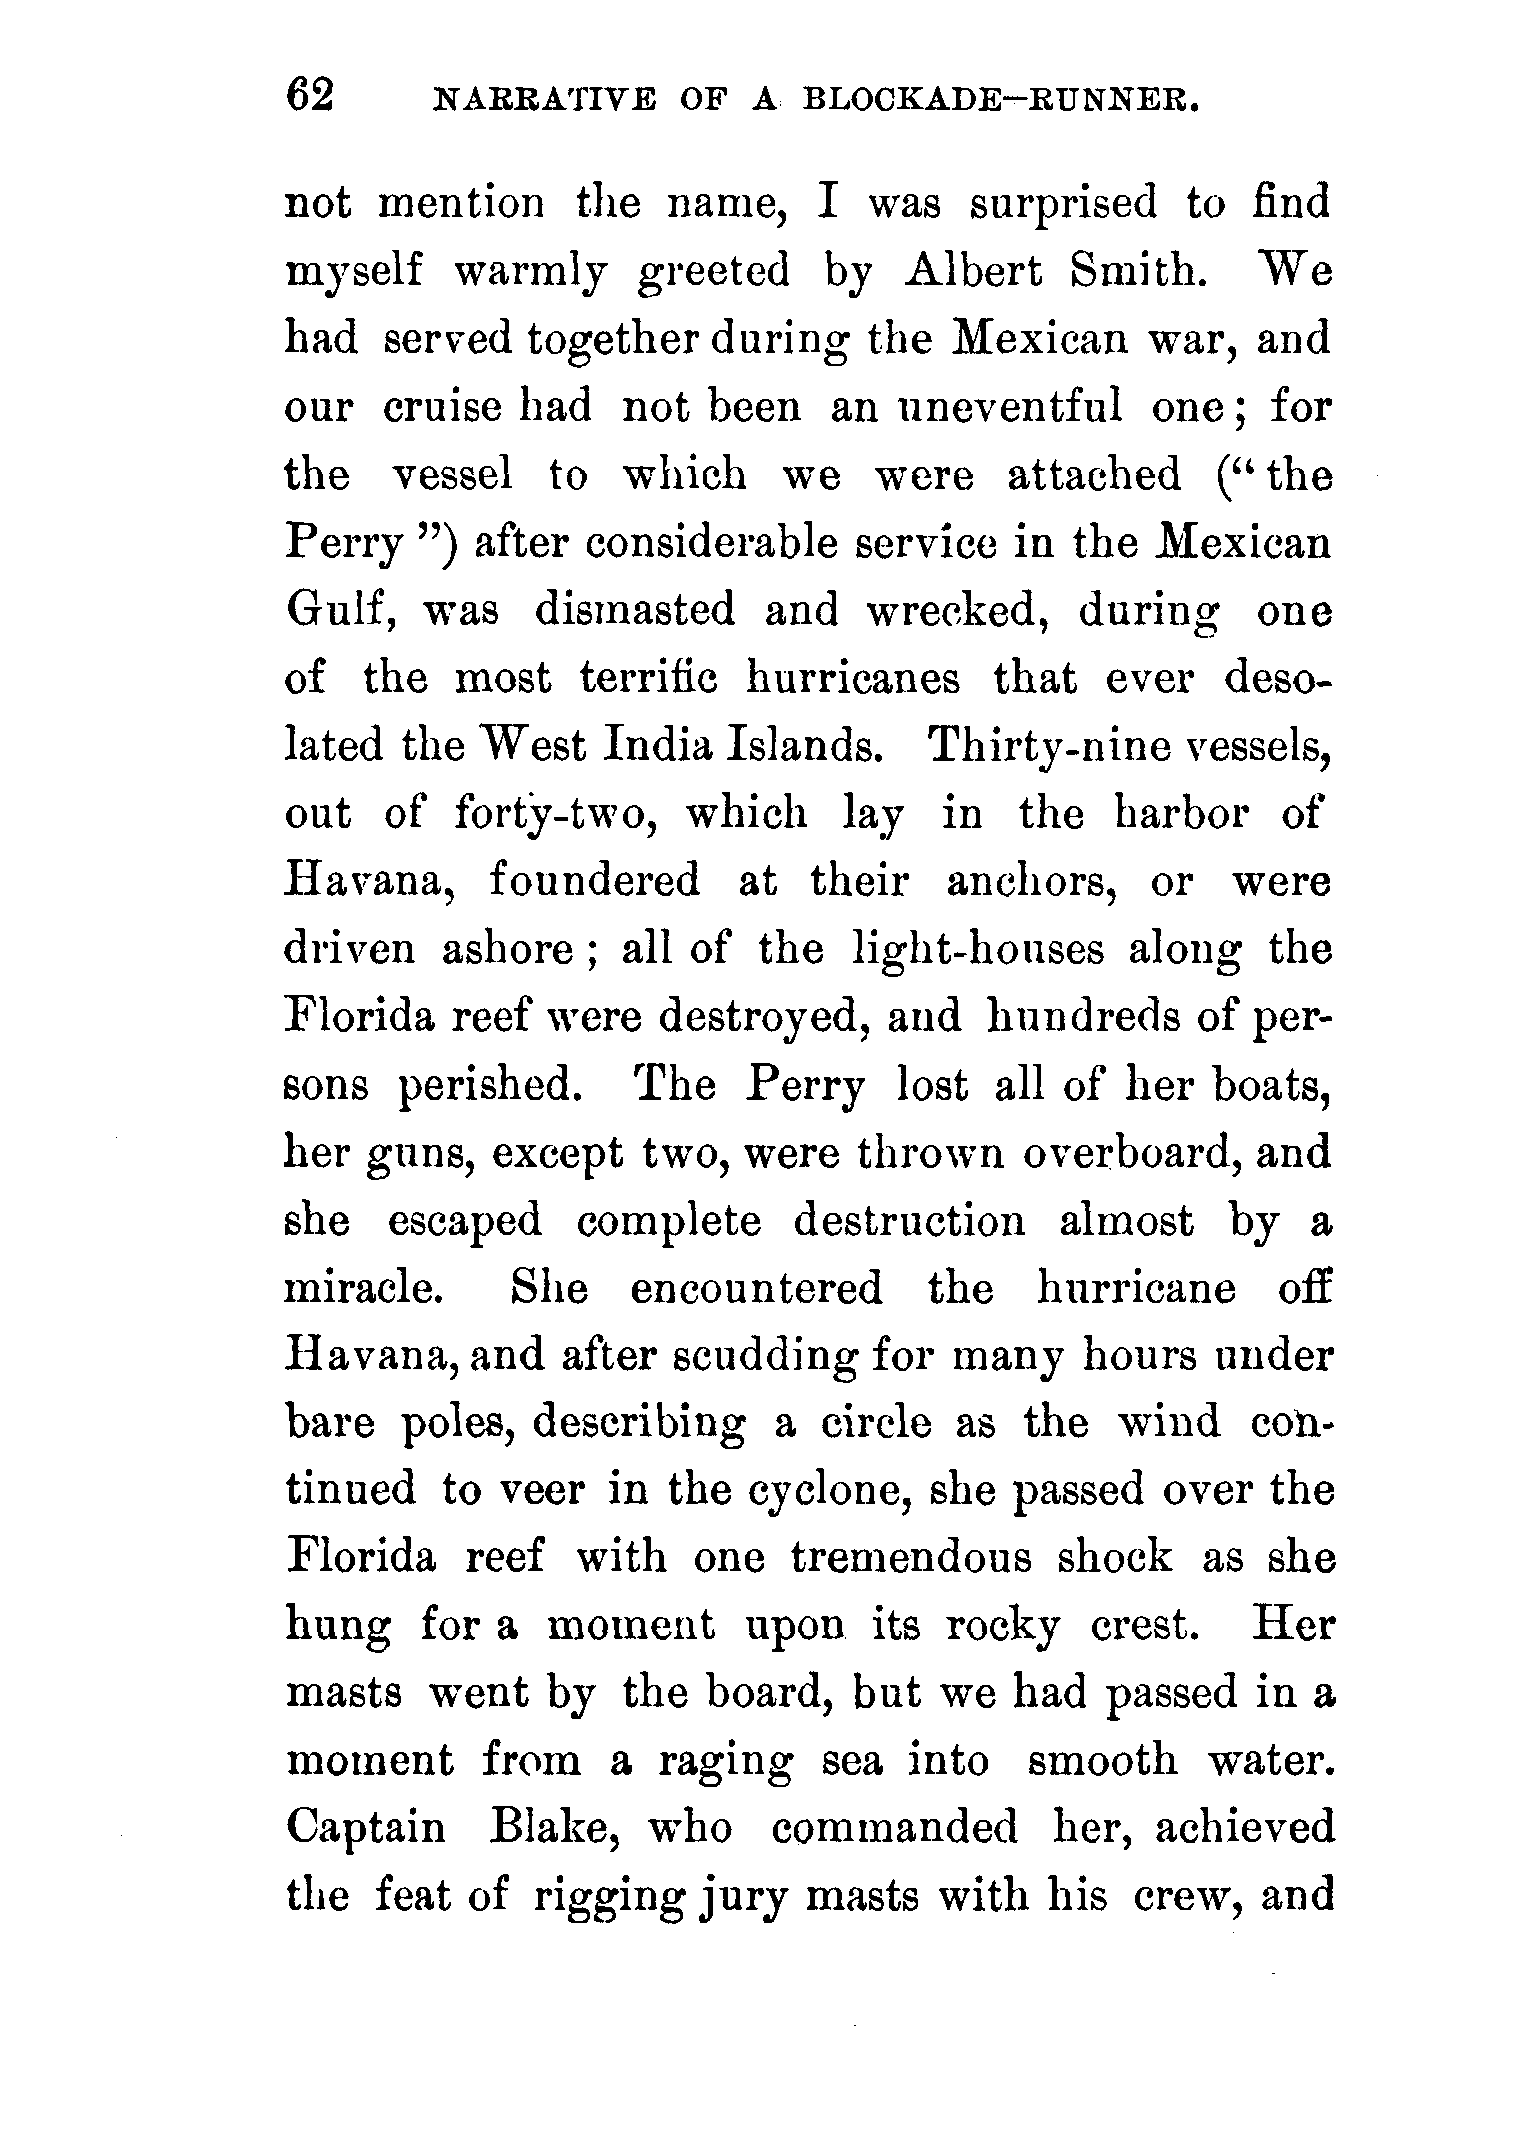 62 NARRATIVE OF A BLOCKADE-RUNNER.
not mention the name, I was surprised to find
myself warmly greeted by Albert Smith. We
had served together during the Mexican war, and
our cruise had not been an uneventful one; for
the vessel to which we were attached (“the
Perry”) after considerable service in the Mexican
Gulf, was dismasted and wrecked, during one
of the most terrific hurricanes that ever deso-
lated the West India Islands. Thirty-nine vessels,
out of forty-two, which lay in the harbor of
Havana, foundered at their anchors, or were
driven ashore; all of the light-houses along the
Florida reef were destroyed, and hundreds of per-
sons perished. The Perry lost all of her boats,
her guns, except two, were thrown overboard, and
she escaped complete destruction almost by a
miracle. She encountered the hurricane off
Havana, and after scudding for many hours under
bare poles, describing a circle as the wind con-
tinued to veer in the cyclone, she passed over the
Florida reef with one tremendous shock as she
hung for a moment upon its rocky crest. Her
masts went by the board, but we had passed in a
moment from a raging sea into smooth water.
Captain Blake, who commanded her, achieved
the feat of rigging jury masts with his crew, and